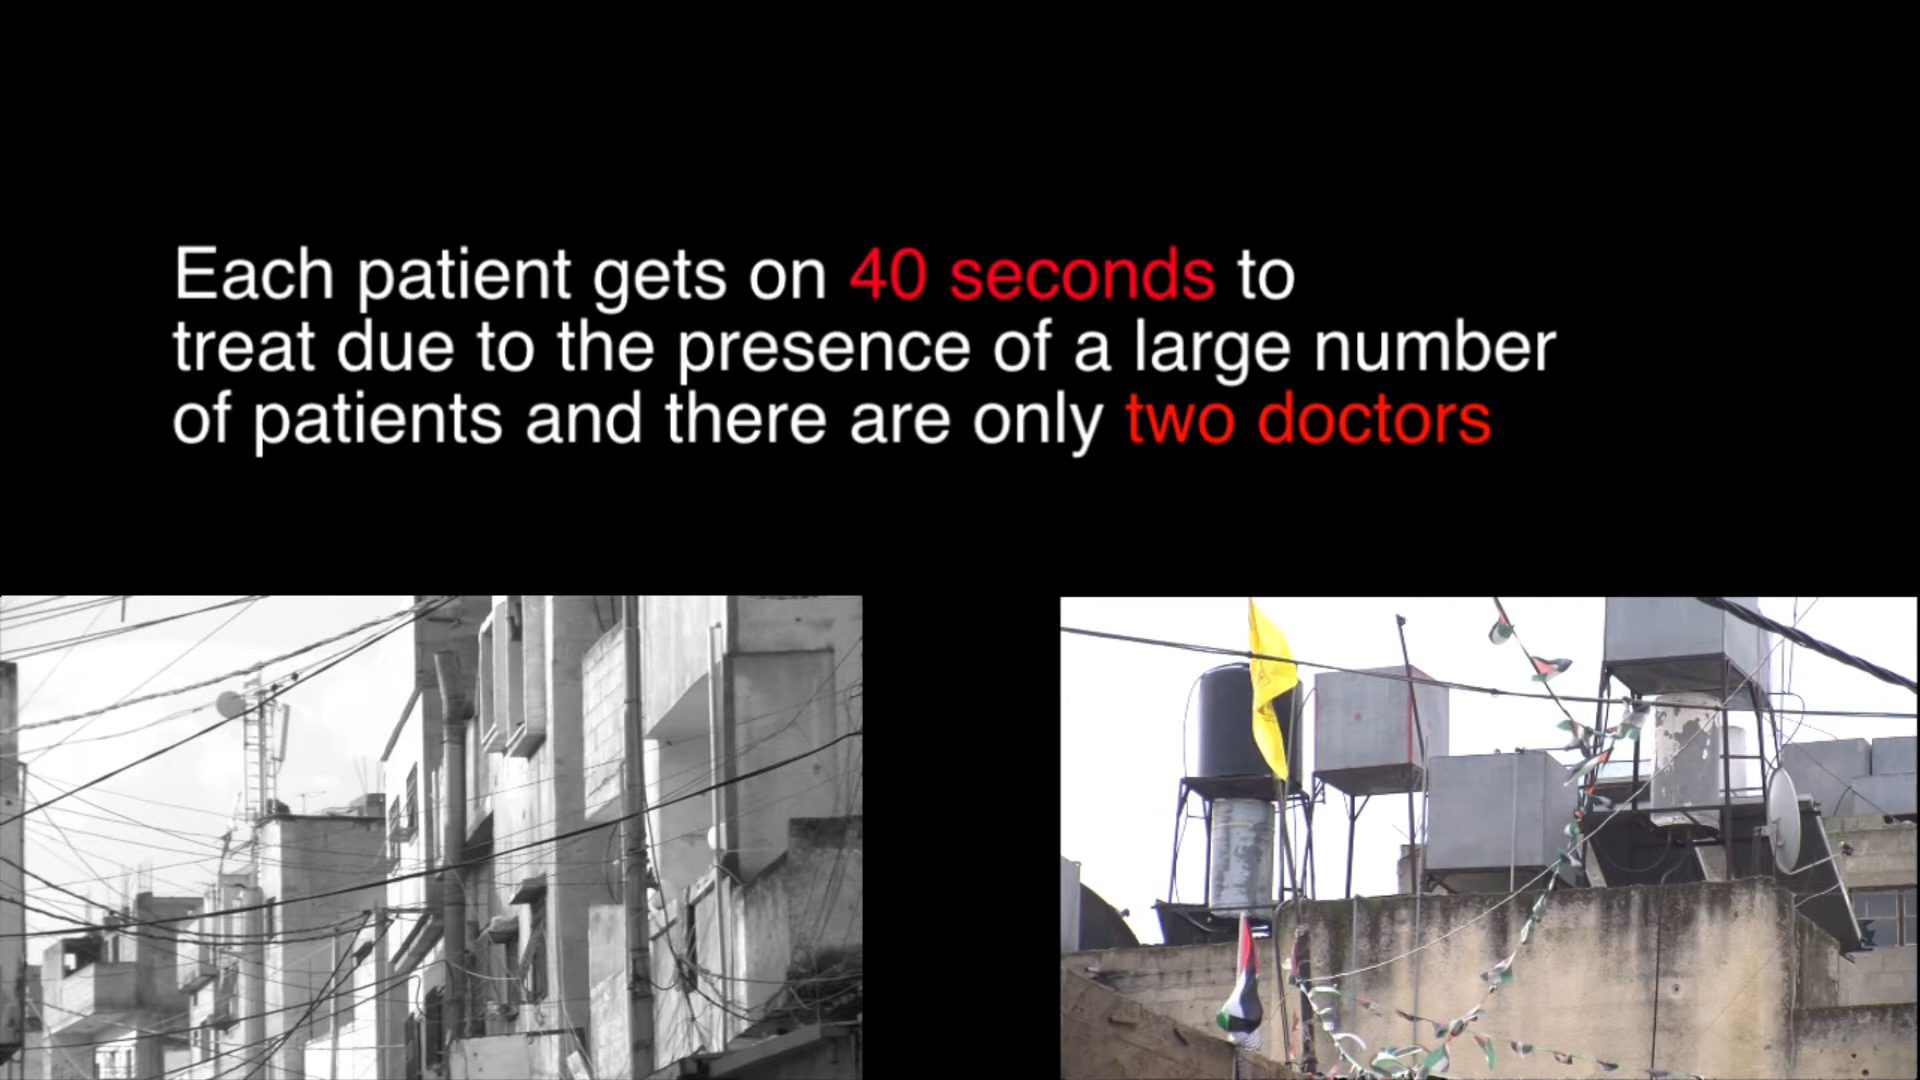 Each patient gets on 40 seconds to
treat due to the presence of a large number
of patients and there are only two doctors